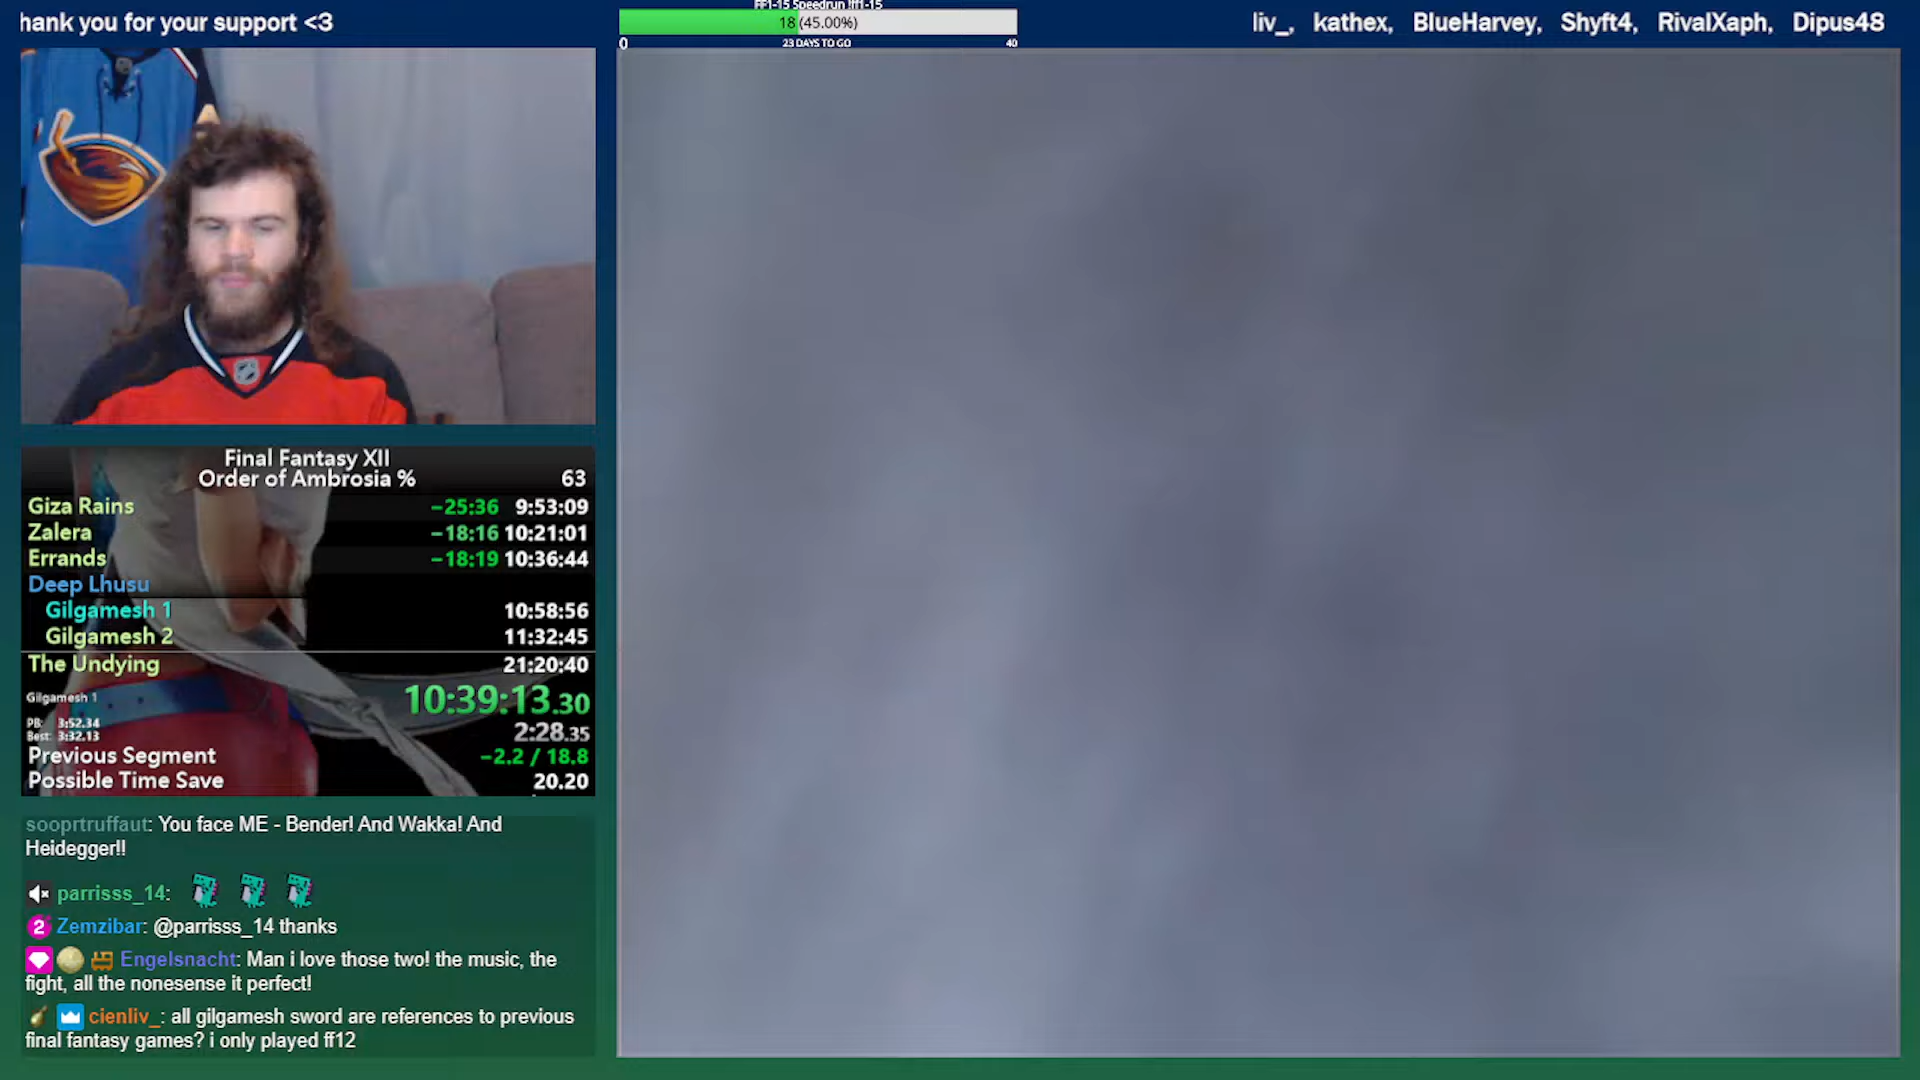 hank you for your support <3
FF1-15 Speedrun !ff1-15
18 (45.00%)
0 23 DAYS TO GO 40
liv_, kathex, BlueHarvey, Shyft4, RivalXaph, Dipus48
Final Fantasy XII
Order of Ambrosia % 63
Giza Rains -25:36 9:53:09
Zalera -18:16 10:21:01
Errands -18:19 10:36:44
Deep Lhusu
Gilgamesh 1 10:58:56
Gilgamesh 2 11:32:45
The Undying 21:20:40
Gilgamesh 1 10:39:13.30
PB: 3:52.34
Best: 3:32.13 2:28.35
Previous Segment -2.2 / 18.8
Possible Time Save 20.20
sooprtruffaut: You face ME - Bender! And Wakka! And
Heidegger!!
parrisss_14:
2 Zemzibar: @parrisss_14 thanks
Engelsnacht: Man i love those two! the music, the
fight, all the nonesense it perfect!
cienliv_: all gilgamesh sword are references to previous
final fantasy games? i only played ff12